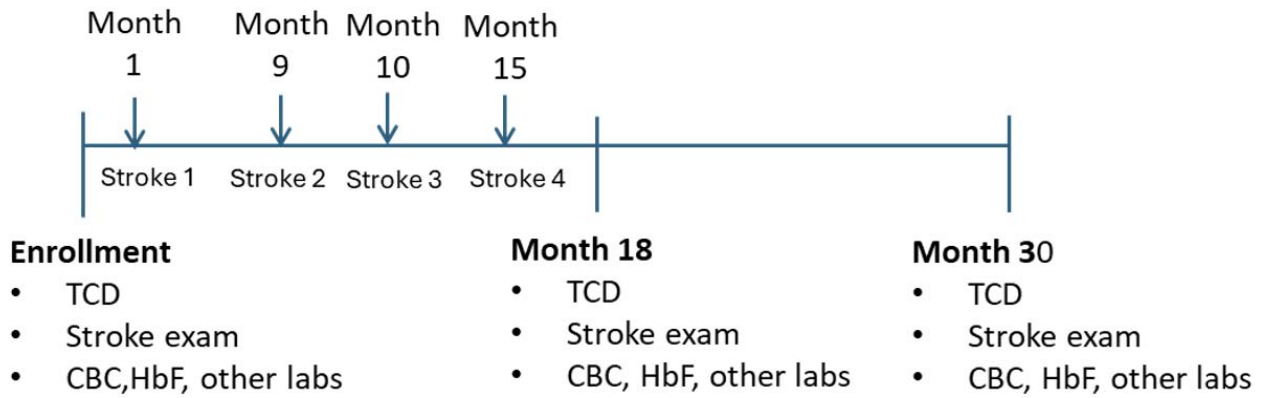 Month Month Month Month
1 9 10 15
Stroke 1 Stroke 2 Stroke 3 Stroke 4
Enrollment
• TCD
• Stroke exam
• CBC,HbF, other labs
Month 18
• TCD
• Stroke exam
• CBC, HbF, other labs
Month 30
• TCD
• Stroke exam
• CBC, HbF, other labs